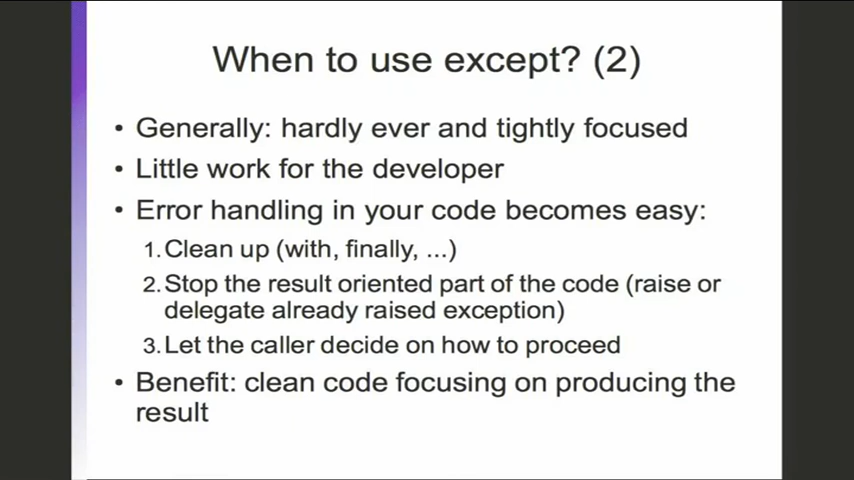 When to use except? (2)
• Generally: hardly ever and tightly focused
• Little work for the developer
• Error handling in your code becomes easy:
1. Clean up (with, finally, ...)
2. Stop the result oriented part of the code (raise or
delegate already raised exception)
3. Let the caller decide on how to proceed
• Benefit: clean code focusing on producing the
result